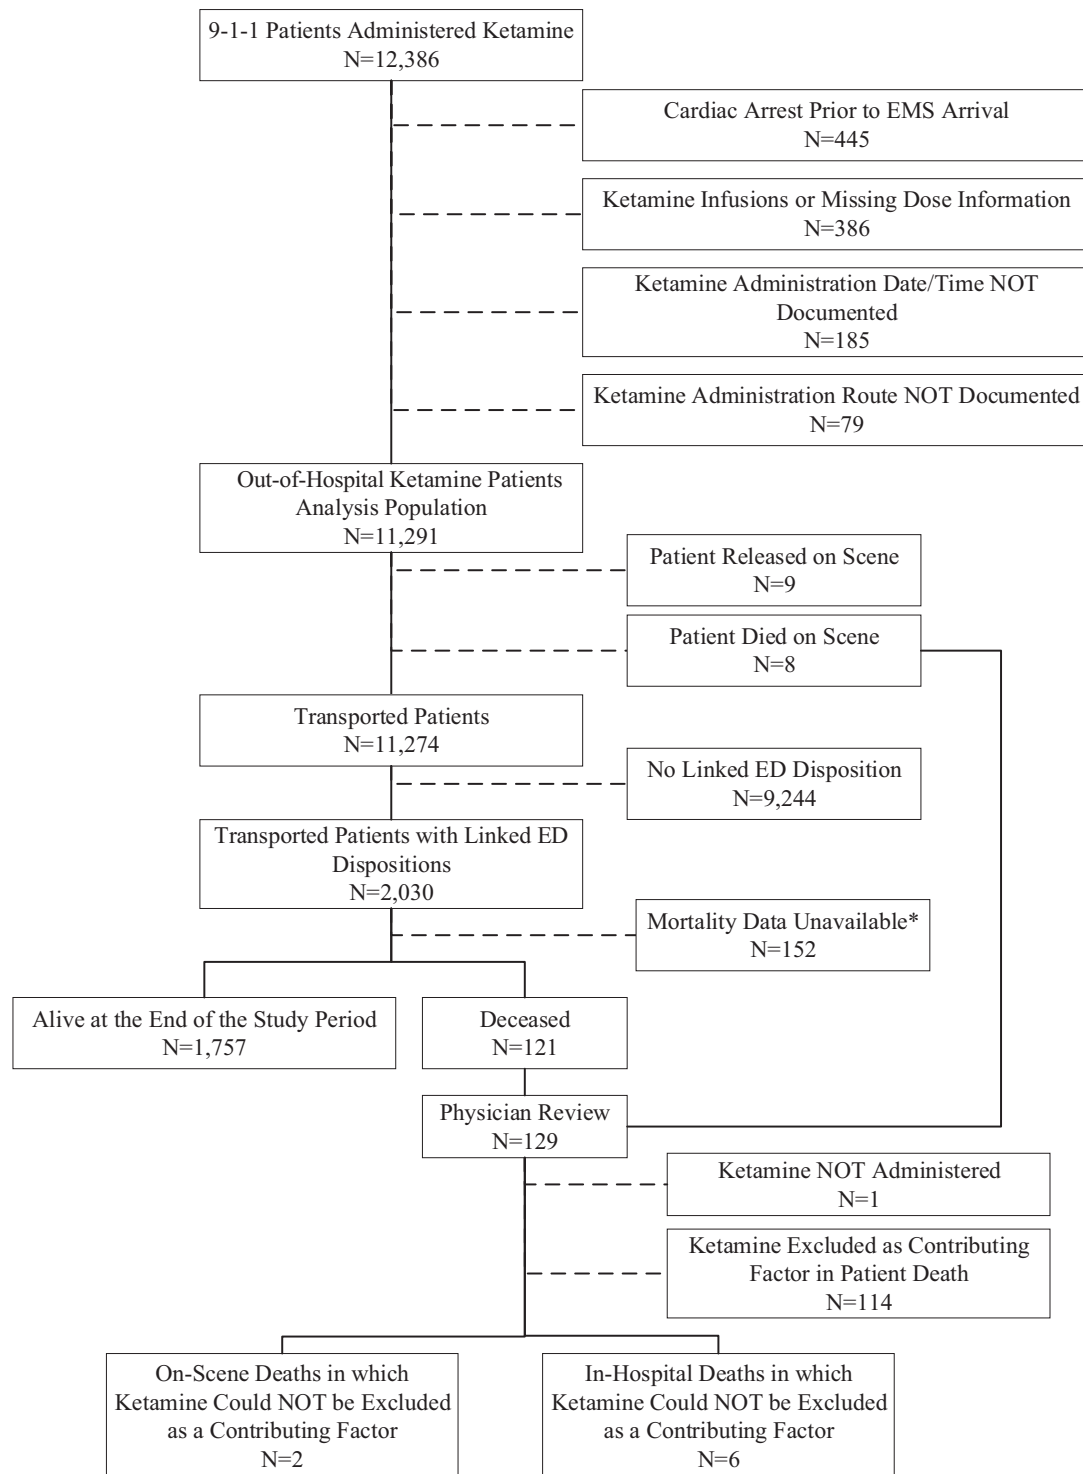 9-1-1 Patients Administered Ketamine
N=12,386
Cardiac Arrest Prior to EMS Arrival
N=445
Ketamine Infusions or Missing Dose Information
N=386
Ketamine Administration Date/Time NOT
Documented
N=185
Ketamine Administration Route NOT Documented
N=79
Out-of-Hospital Ketamine Patients
Analysis Population
N=11,291
Patient Released on Scene
N=9
Patient Died on Scene
N=8
Transported Patients
N=11,274
No Linked ED Disposition
N=9,244
Transported Patients with Linked ED
Dispositions
N=2,030
Mortality Data Unavailable*
N=152
Alive at the End of the Study Period
N=1,757
Deceased
N=121
Physician Review
N=129
Ketamine NOT Administered
N=1
Ketamine Excluded as Contributing
Factor in Patient Death
N=114
On-Scene Deaths in which
Ketamine Could NOT be Excluded
as a Contributing Factor
N=2
In-Hospital Deaths in which
Ketamine Could NOT be Excluded
as a Contributing Factor
N=6